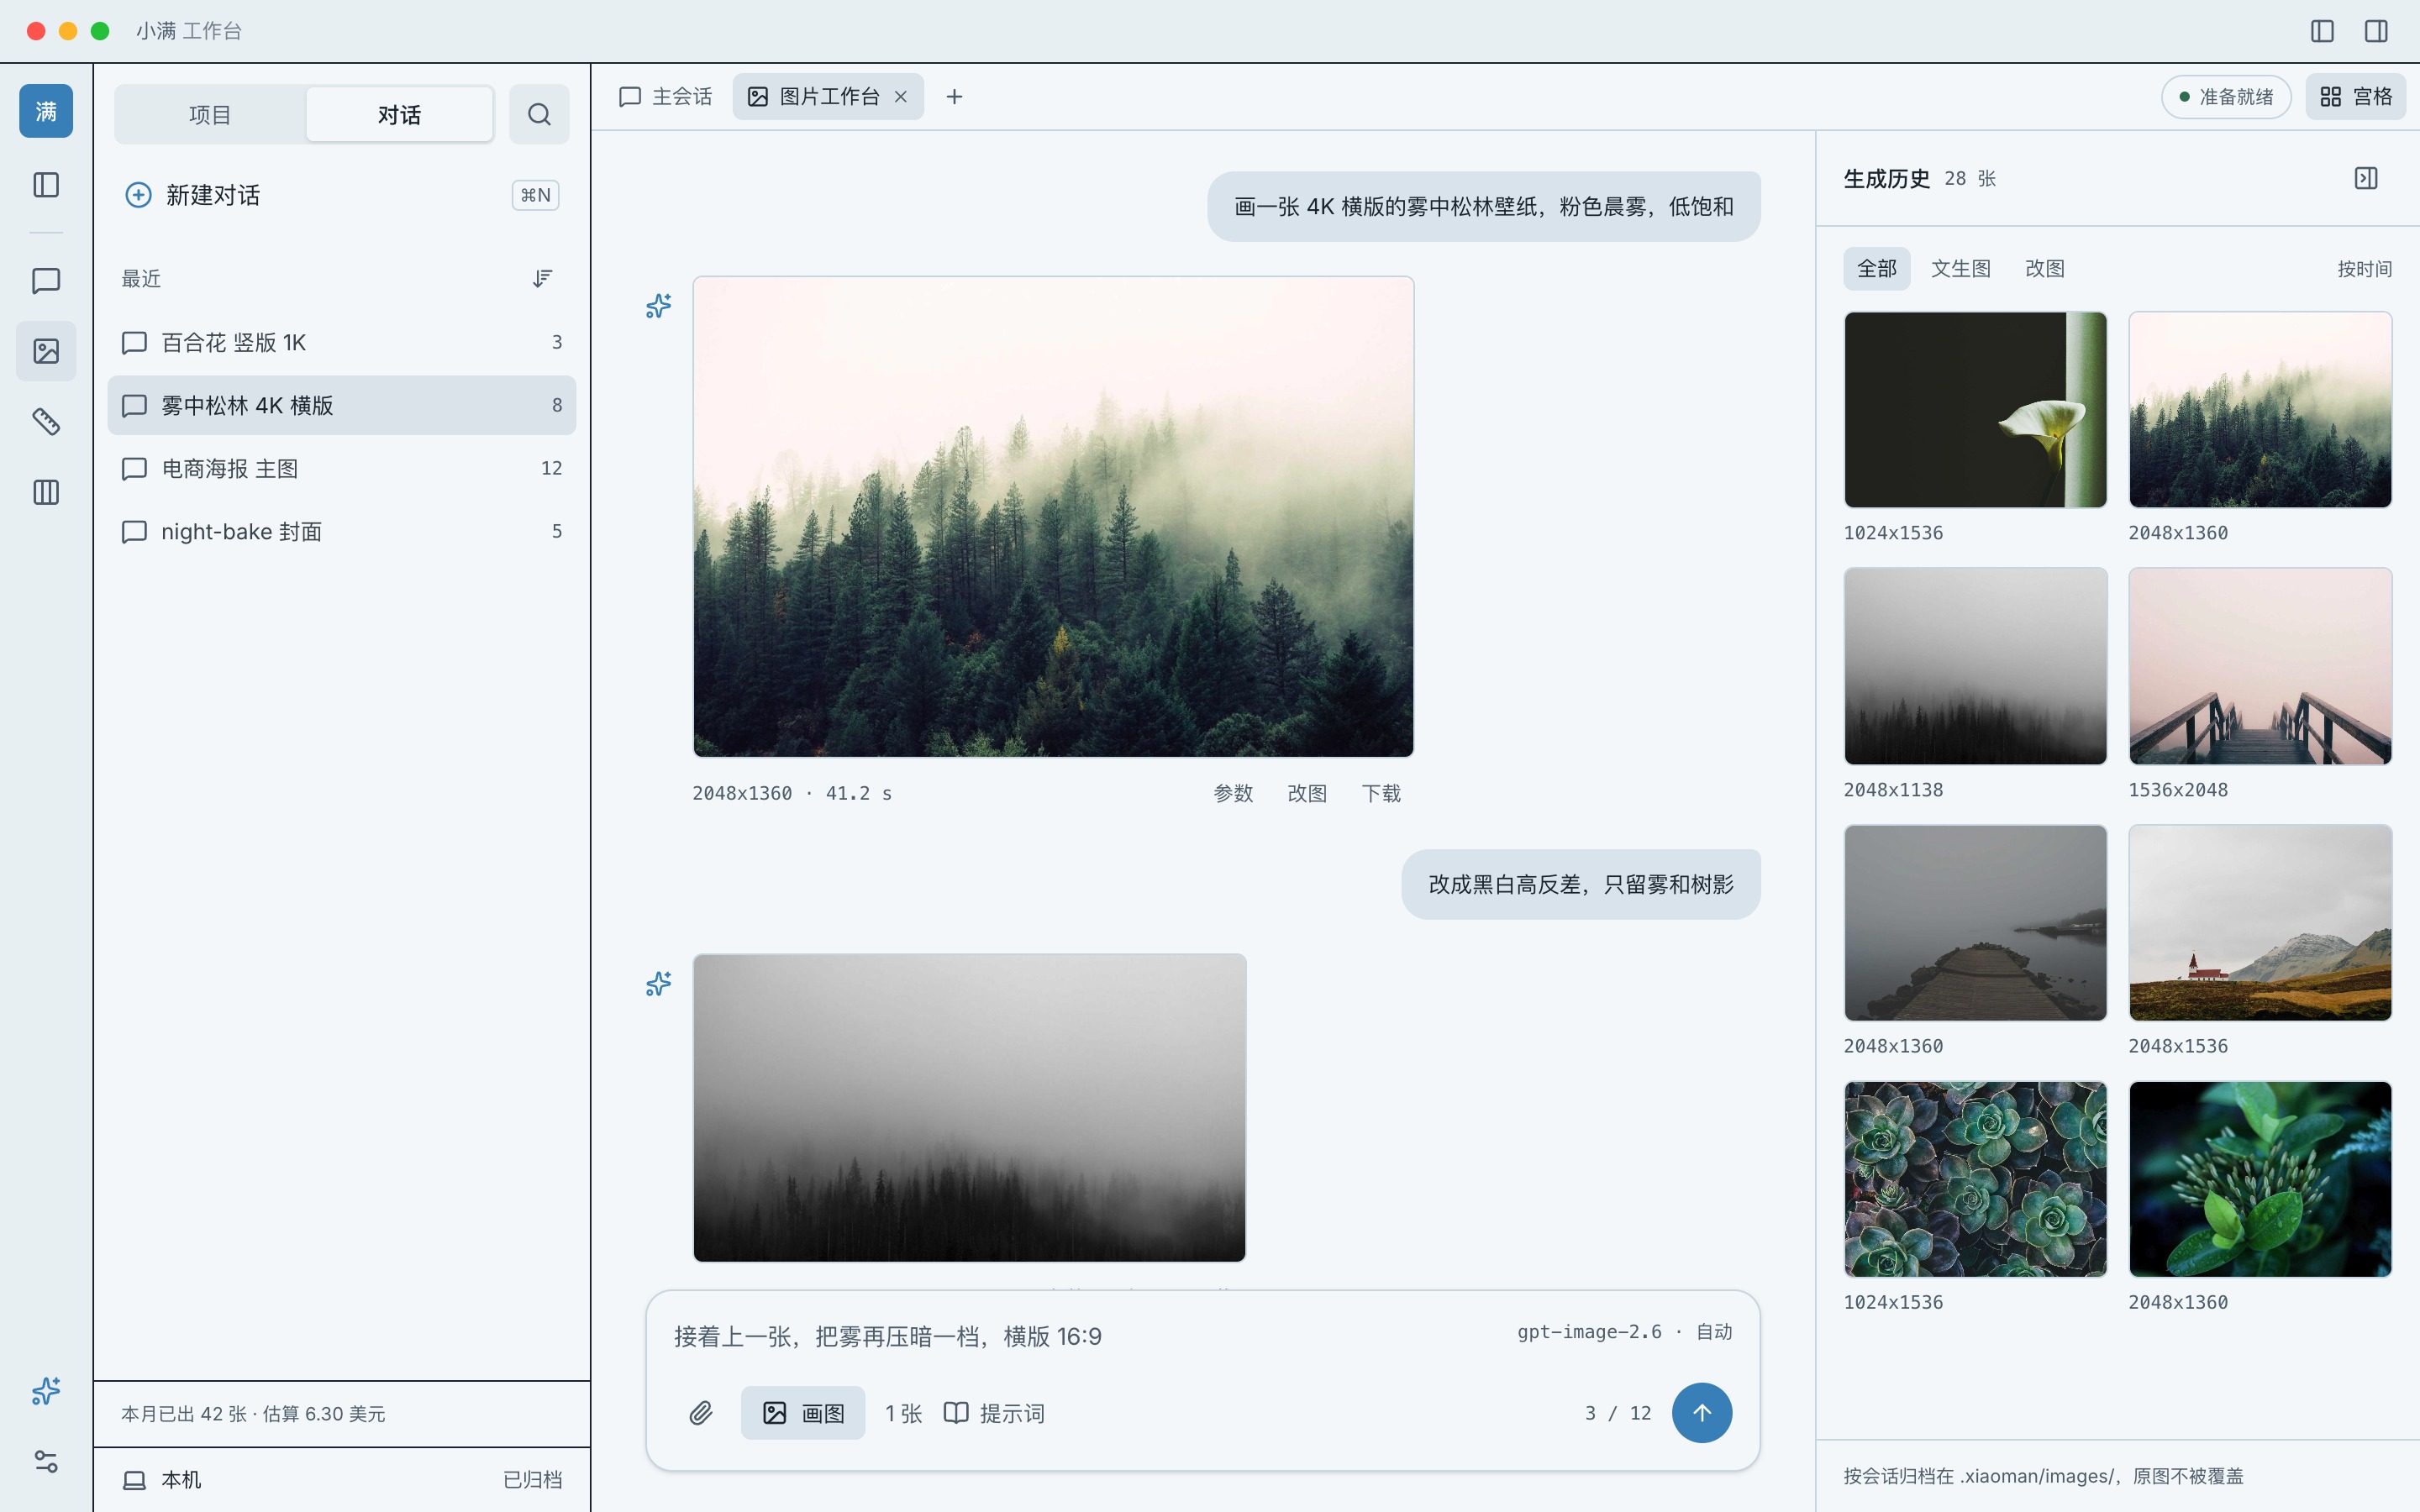 小满 工作台
满
项目
对话
新建对话
⌘N
最近
百合花 竖版 1K
3
雾中松林 4K 横版
8
电商海报 主图
12
night-bake 封面
5
本月已出 42 张 · 估算 6.30 美元
本机
已归档
主会话
图片工作台
准备就绪
宫格
画一张 4K 横版的雾中松林壁纸，粉色晨雾，低饱和
2048x1360 · 41.2 s
参数
改图
下载
改成黑白高反差，只留雾和树影
接着上一张，把雾再压暗一档，横版 16:9
gpt-image-2.6 · 自动
画图
1 张
提示词
3 / 12
生成历史
28 张
全部
文生图
改图
按时间
1024x1536
2048x1360
2048x1138
1536x2048
2048x1360
2048x1536
1024x1536
2048x1360
按会话归档在 .xiaoman/images/，原图不被覆盖